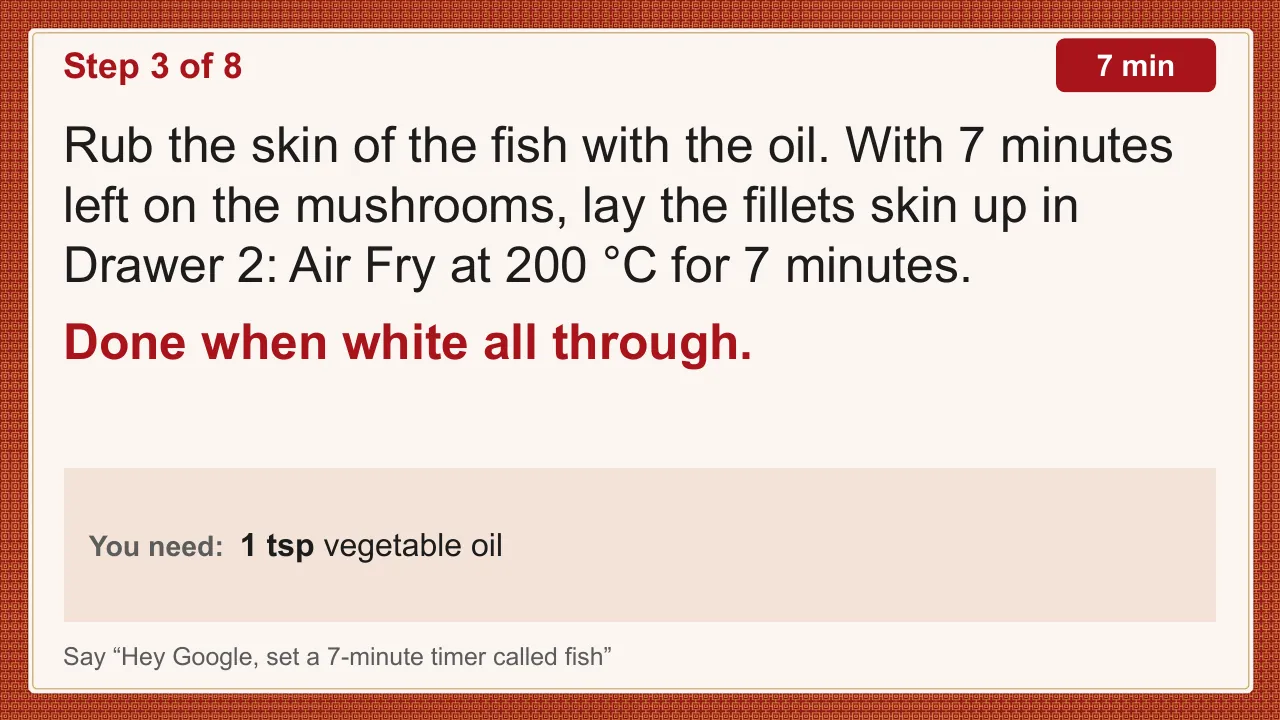 Step 3 of 8
7 min
Rub the skin of the fish with the oil. With 7 minutes
left on the mushrooms, lay the fillets skin up in
Drawer 2: Air Fry at 200 °C for 7 minutes.
Done when white all through.
You need: 1 tsp vegetable oil
Say “Hey Google, set a 7-minute timer called fish”